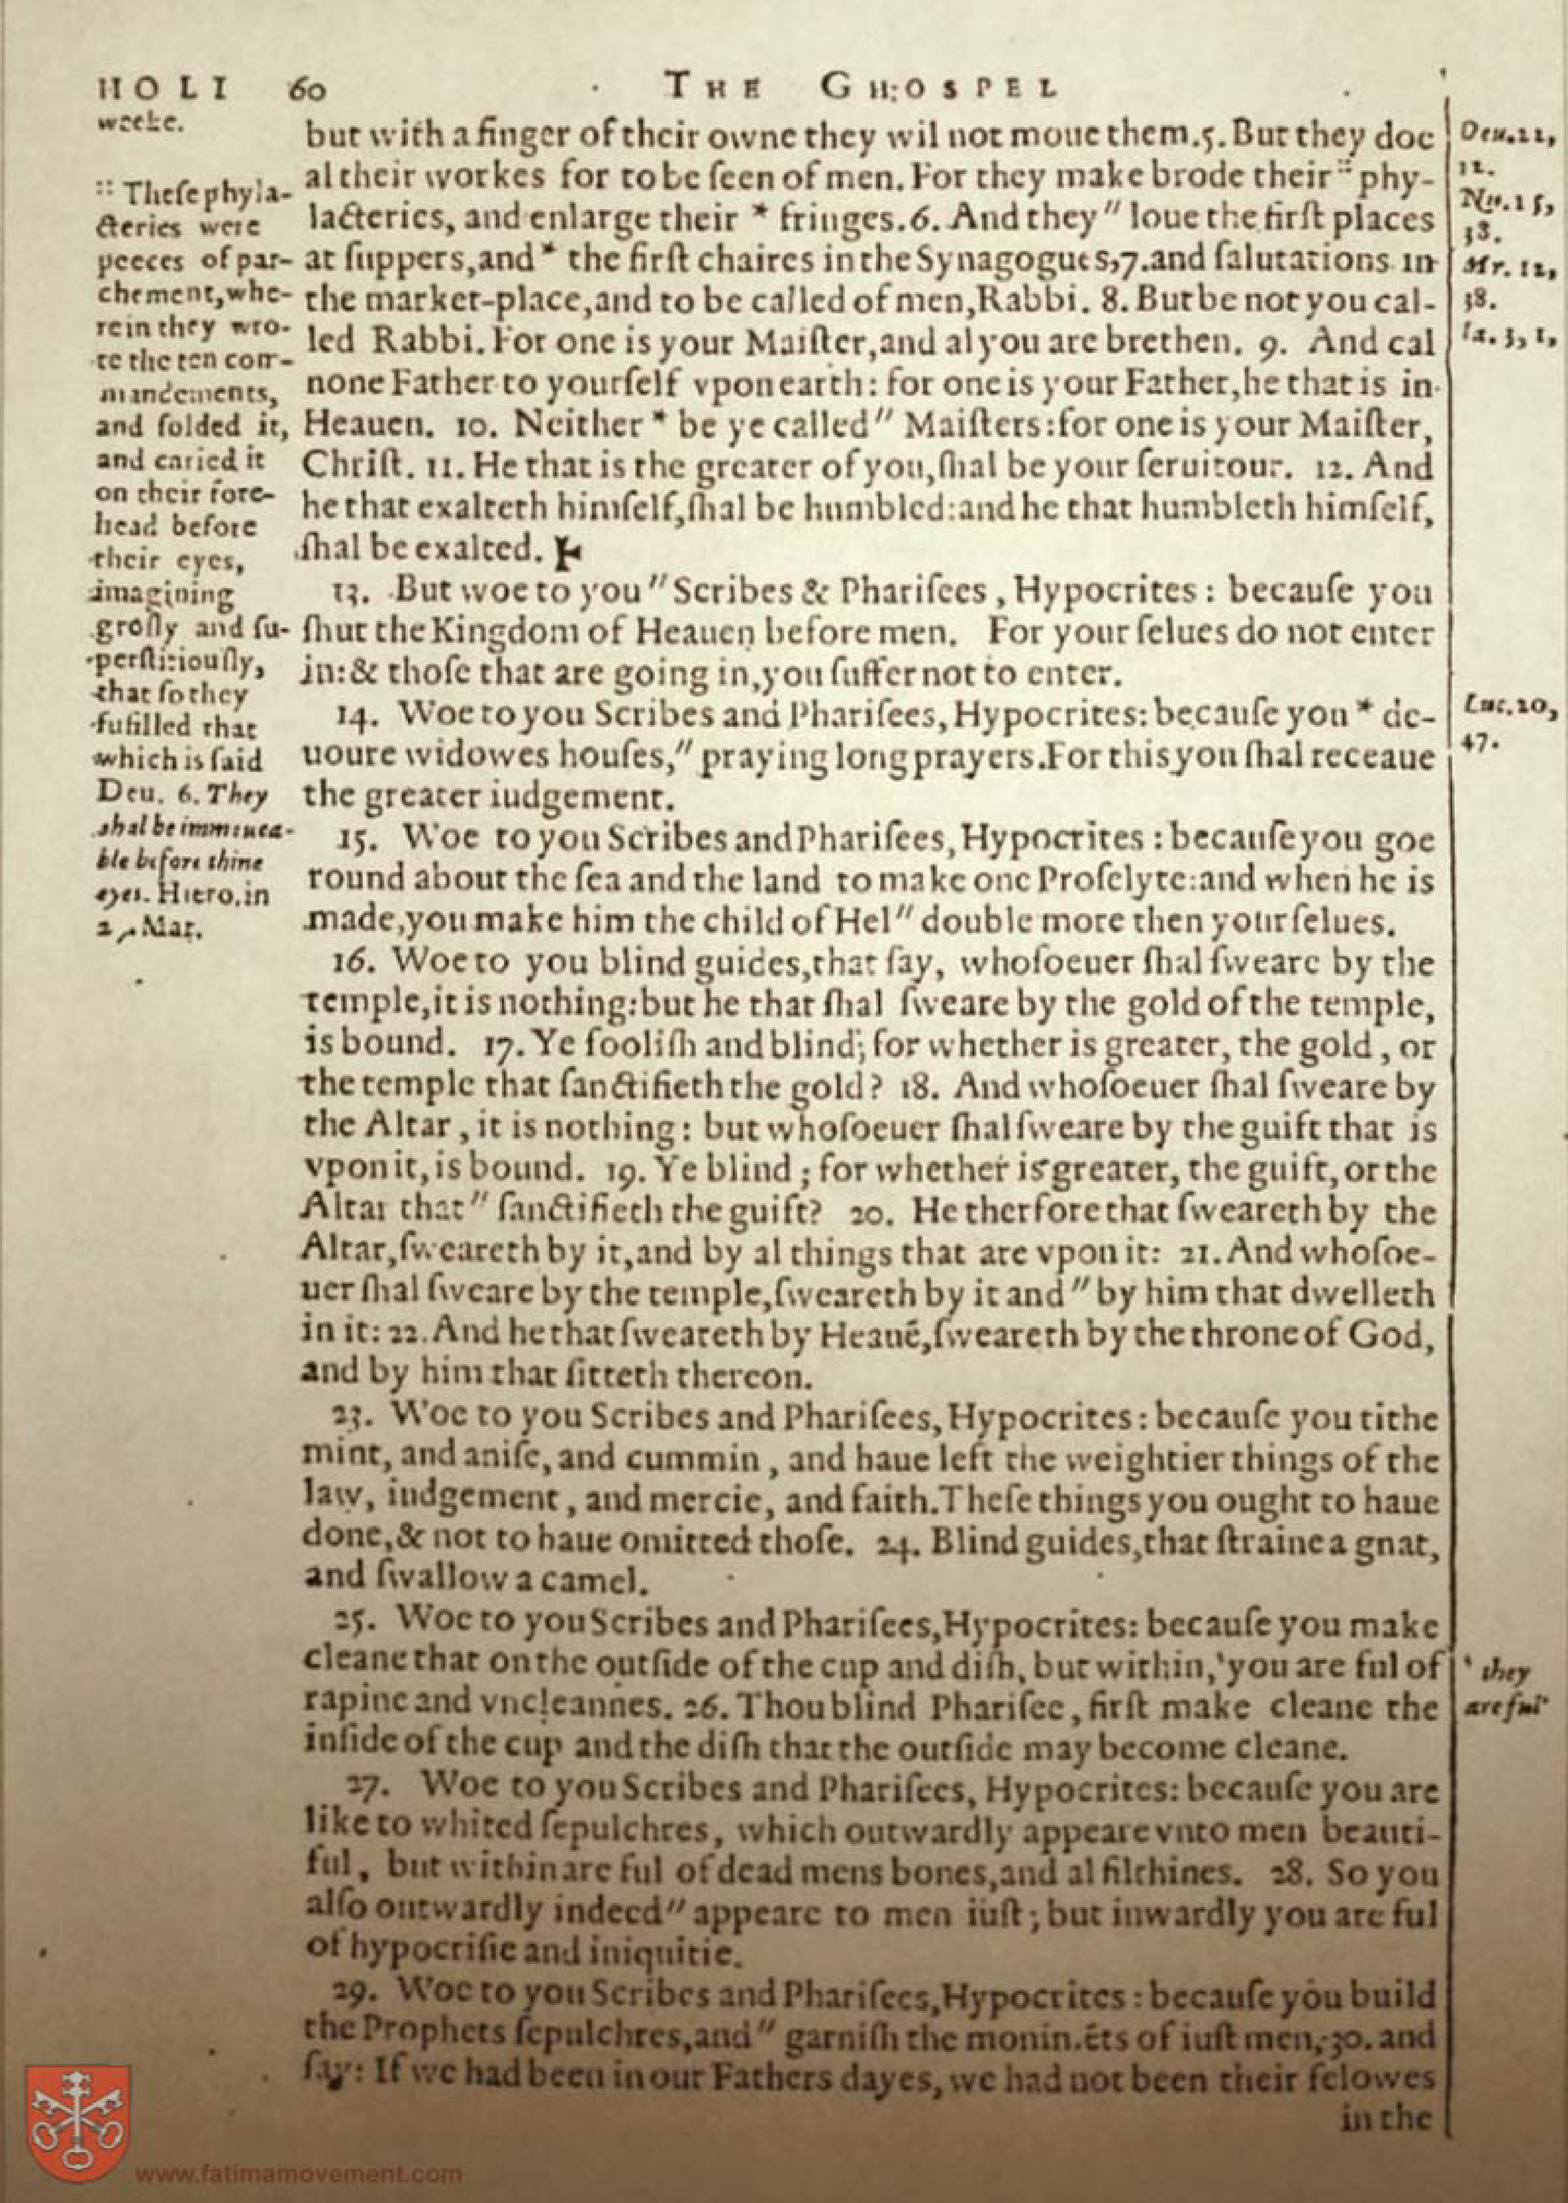 HOLI 60 THE GHOSPEL
weeke.
:: Theſe phyla-
cteries were
peeces of par-
chement, whe-
rein they wro-
te the ten com-
mandements,
and folded it,
and caried it
on their fore-
head before
their eyes,
imagining
groſly and ſu-
perſtitiouſly,
that ſo they
fulfilled that
which is ſaid
Deu. 6. They
shal be immouea-
ble before thine
eyes. Hiero. in
Mat.
but with a finger of their owne they wil not moue them. 5. But they doe
al their workes for to be ſeen of men. For they make brode their :: phy-
lacteries, and enlarge their * fringes. 6. And they " loue the firſt places
at ſuppers, and * the firſt chaires in the Synagogues, 7. and ſalutations in
the market-place, and to be called of men, Rabbi. 8. But be not you cal-
led Rabbi. For one is your Maiſter, and al you are brethen. 9. And cal
none Father to yourſelf vpon earth: for one is your Father, he that is in
Heauen. 10. Neither * be ye called " Maiſters: for one is your Maiſter,
Chriſt. 11. He that is the greater of you, ſhal be your ſeruitour. 12. And
he that exalteth himſelf, ſhal be humbled: and he that humbleth himſelf,
ſhal be exalted.
13. But woe to you " Scribes & Phariſees, Hypocrites: becauſe you
ſhut the Kingdom of Heauen before men. For your ſelues do not enter
in: & thoſe that are going in, you ſuffer not to enter.
14. Woe to you Scribes and Phariſees, Hypocrites: becauſe you * de-
uoure widowes houſes, " praying long prayers. For this you ſhal receaue
the greater iudgement.
15. Woe to you Scribes and Phariſees, Hypocrites: becauſe you goe
round about the ſea and the land to make one Proſelyte: and when he is
made, you make him the child of Hel " double more then your ſelues.
16. Woe to you blind guides, that ſay, whoſoeuer ſhal ſweare by the
temple, it is nothing: but he that ſhal ſweare by the gold of the temple,
is bound. 17. Ye fooliſh and blind; for whether is greater, the gold, or
the temple that ſanctifieth the gold? 18. And whoſoeuer ſhal ſweare by
the Altar, it is nothing: but whoſoeuer ſhal ſweare by the guift that is
vpon it, is bound. 19. Ye blind; for whether is greater, the guift, or the
Altar that " ſanctifieth the guift? 20. He therfore that ſweareth by the
Altar, ſweareth by it, and by al things that are vpon it: 21. And whoſoe-
uer ſhal ſweare by the temple, ſweareth by it and " by him that dwelleth
in it: 22. And he that ſweareth by Heauē, ſweareth by the throne of God,
and by him that ſitteth thereon.
23. Woe to you Scribes and Phariſees, Hypocrites: becauſe you tithe
mint, and aniſe, and cummin, and haue left the weightier things of the
law, iudgement, and mercie, and faith. Theſe things you ought to haue
done, & not to haue omitted thoſe. 24. Blind guides, that ſtraine a gnat,
and ſwallow a camel.
25. Woe to you Scribes and Phariſees, Hypocrites: becauſe you make
cleane that on the outſide of the cup and diſh, but within, 'you are ful of
rapine and vncleannes. 26. Thou blind Phariſee, firſt make cleane the
inſide of the cup and the diſh that the outſide may become cleane.
27. Woe to you Scribes and Phariſees, Hypocrites: becauſe you are
like to whited ſepulchres, which outwardly appeare vnto men beauti-
ful, but within are ful of dead mens bones, and al filthines. 28. So you
alſo outwardly indeed " appeare to men iuſt; but inwardly you are ful
of hypocriſie and iniquitie.
29. Woe to you Scribes and Phariſees, Hypocrites: becauſe you build
the Prophets ſepulchres, and " garniſh the monimēts of iuſt men, 30. and
ſay: If we had been in our Fathers dayes, we had not been their felowes
in the
Deu. 22,
12.
Nu. 15,
38.
Mr. 12,
38.
Ia. 3, 1,
Luc. 20,
47.
' they
are ful
www.fatimamovement.com